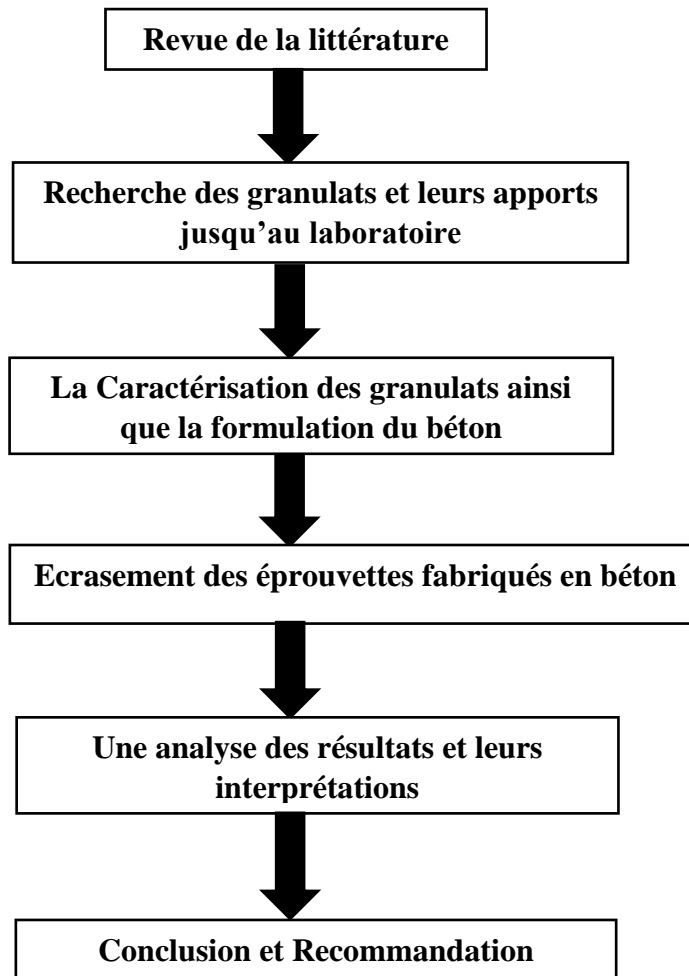 Revue de la littérature
Recherche des granulats et leurs apports
jusqu'au laboratoire
La Caractérisation des granulats ainsi
que la formulation du béton
Ecrasement des éprouvettes fabriqués en béton
Une analyse des résultats et leurs
interprétations
Conclusion et Recommandation